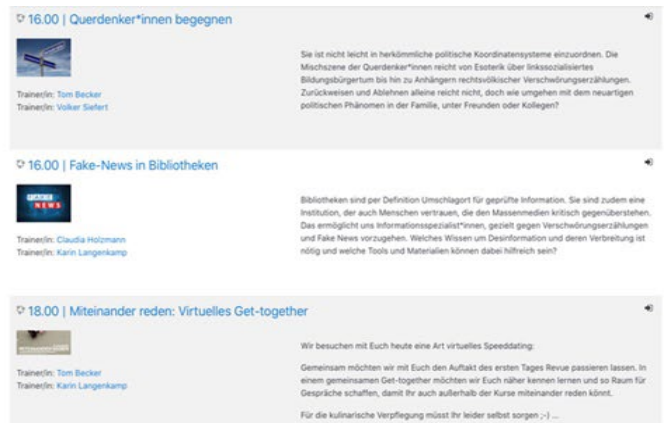 16.00 | Querdenker*innen begegnen
Sie ist nicht leicht in herkömmliche politische Koordinatensysteme einzuordnen. Die
Mischszene der Querdenker*innen reicht von Esoterik über linkssozialisiertes
Bildungsbürgertum bis hin zu Anhängern rechtsvölkischer Verschwörungserzählungen.
Zurückweisen und Ablehnen alleine reicht nicht, doch wie umgehen mit dem neuartigen
politischen Phänomen in der Familie, unter Freunden oder Kollegen?
Trainer/in: Tom Becker
Trainer/in: Volker Siefert
16.00 | Fake-News in Bibliotheken
FAKE
NEWS
Bibliotheken sind per Definition Umschlagort für geprüfte Information. Sie sind zudem eine
Institution, der auch Menschen vertrauen, die den Massenmedien kritisch gegenüberstehen.
Das ermöglicht uns Informationsspezialist*innen, gezielt gegen Verschwörungserzählungen
und Fake News vorzugehen. Welches Wissen um Desinformation und deren Verbreitung ist
nötig und welche Tools und Materialien können dabei hilfreich sein?
Trainer/in: Claudia Holzmann
Trainer/in: Karin Langenkamp
18.00 | Miteinander reden: Virtuelles Get-together
Wir besuchen mit Euch heute eine Art virtuelles Speeddating:
Gemeinsam möchten wir mit Euch den Auftakt des ersten Tages Revue passieren lassen. In
einem gemeinsamen Get-together möchten wir Euch näher kennen lernen und so Raum für
Gespräche schaffen, damit Ihr auch außerhalb der Kurse miteinander reden könnt.
Für die kulinarische Verpflegung müsst Ihr leider selbst sorgen ;-) ...
Trainer/in: Tom Becker
Trainer/in: Karin Langenkamp